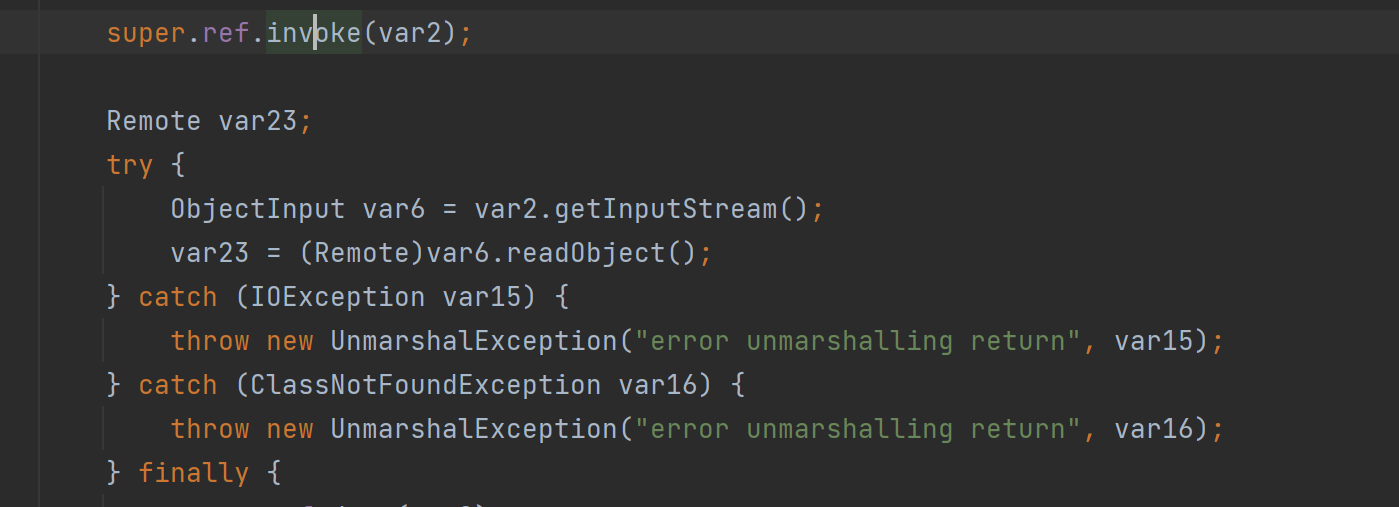 super.ref.invoke(var2);
Remote var23;
try {
ObjectInput var6 = var2.getInputStream();
var23 = (Remote)var6.readObject();
} catch (IOException var15) {
throw new UnmarshalException("error unmarshalling return", var15);
} catch (ClassNotFoundException var16) {
throw new UnmarshalException("error unmarshalling return", var16);
} finally {